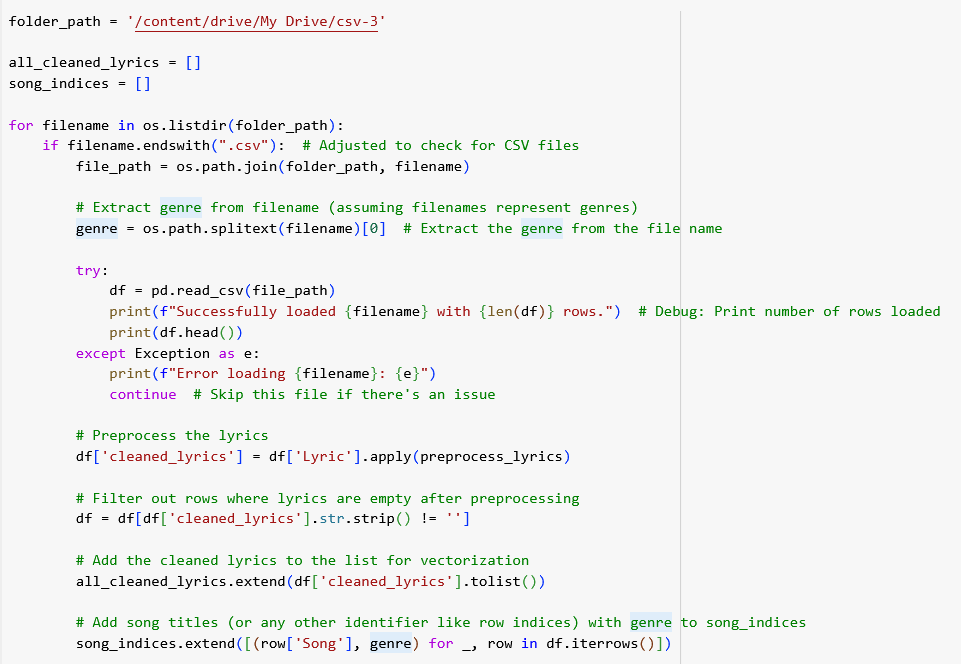 folder_path = '/content/drive/My Drive/csv-3'
all_cleaned_lyrics = []
song_indices = []
for filename in os.listdir(folder_path):
    if filename.endswith(".csv"):  # Adjusted to check for CSV files
        file_path = os.path.join(folder_path, filename)
        # Extract genre from filename (assuming filenames represent genres)
        genre = os.path.splitext(filename)[0]  # Extract the genre from the file name
        try:
            df = pd.read_csv(file_path)
            print(f"Successfully loaded {filename} with {len(df)} rows.")  # Debug: Print number of rows loaded
            print(df.head())
        except Exception as e:
            print(f"Error loading {filename}: {e}")
            continue  # Skip this file if there's an issue
        # Preprocess the lyrics
        df['cleaned_lyrics'] = df['Lyric'].apply(preprocess_lyrics)
        # Filter out rows where lyrics are empty after preprocessing
        df = df[df['cleaned_lyrics'].str.strip() != '']
        # Add the cleaned lyrics to the list for vectorization
        all_cleaned_lyrics.extend(df['cleaned_lyrics'].tolist())
        # Add song titles (or any other identifier like row indices) with genre to song_indices
        song_indices.extend([(row['Song'], genre) for _, row in df.iterrows()])